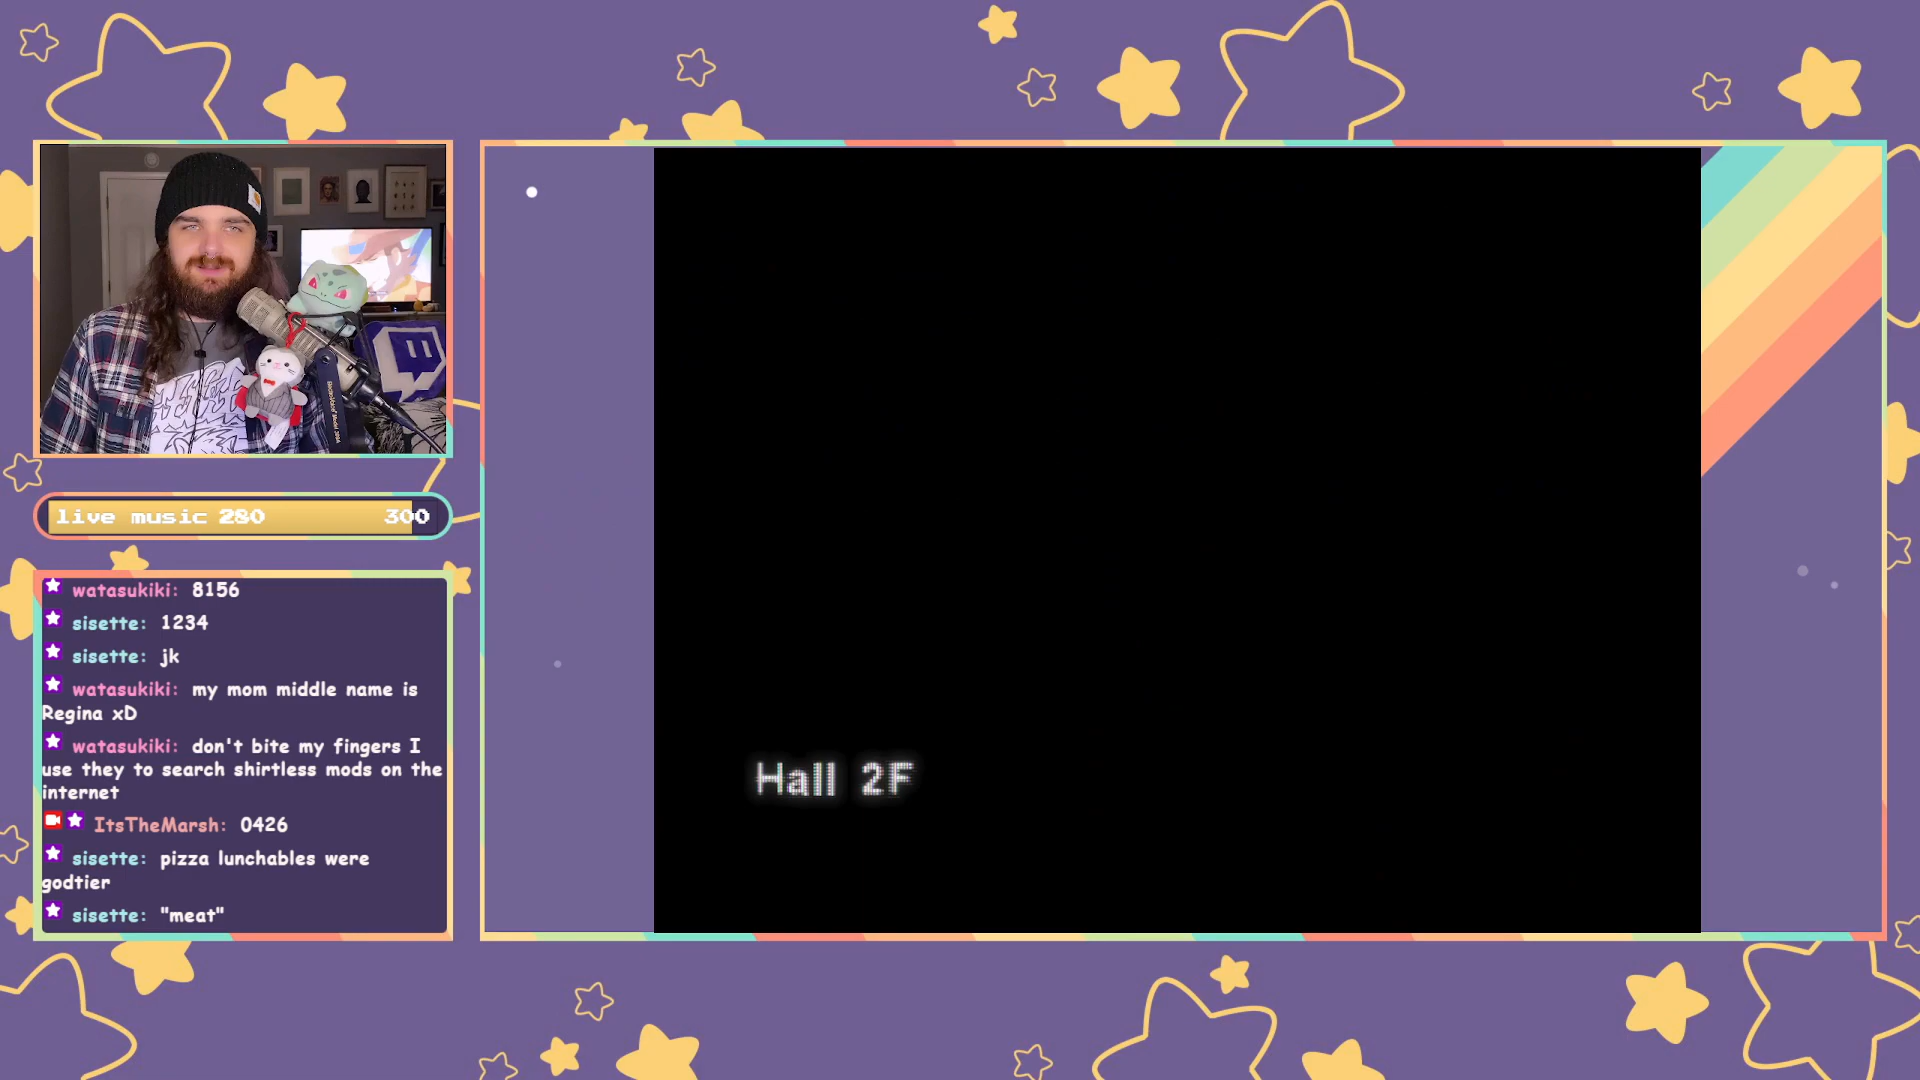 live music 280 300
watasukiki: 8156
sisette: 1234
sisette: jk
watasukiki: my mom middle name is
Regina xD
watasukiki: don't bite my fingers I
use they to search shirtless mods on the
internet
ItsTheMarsh: 0426
sisette: pizza lunchables were
godtier
sisette: "meat"
Hall 2F